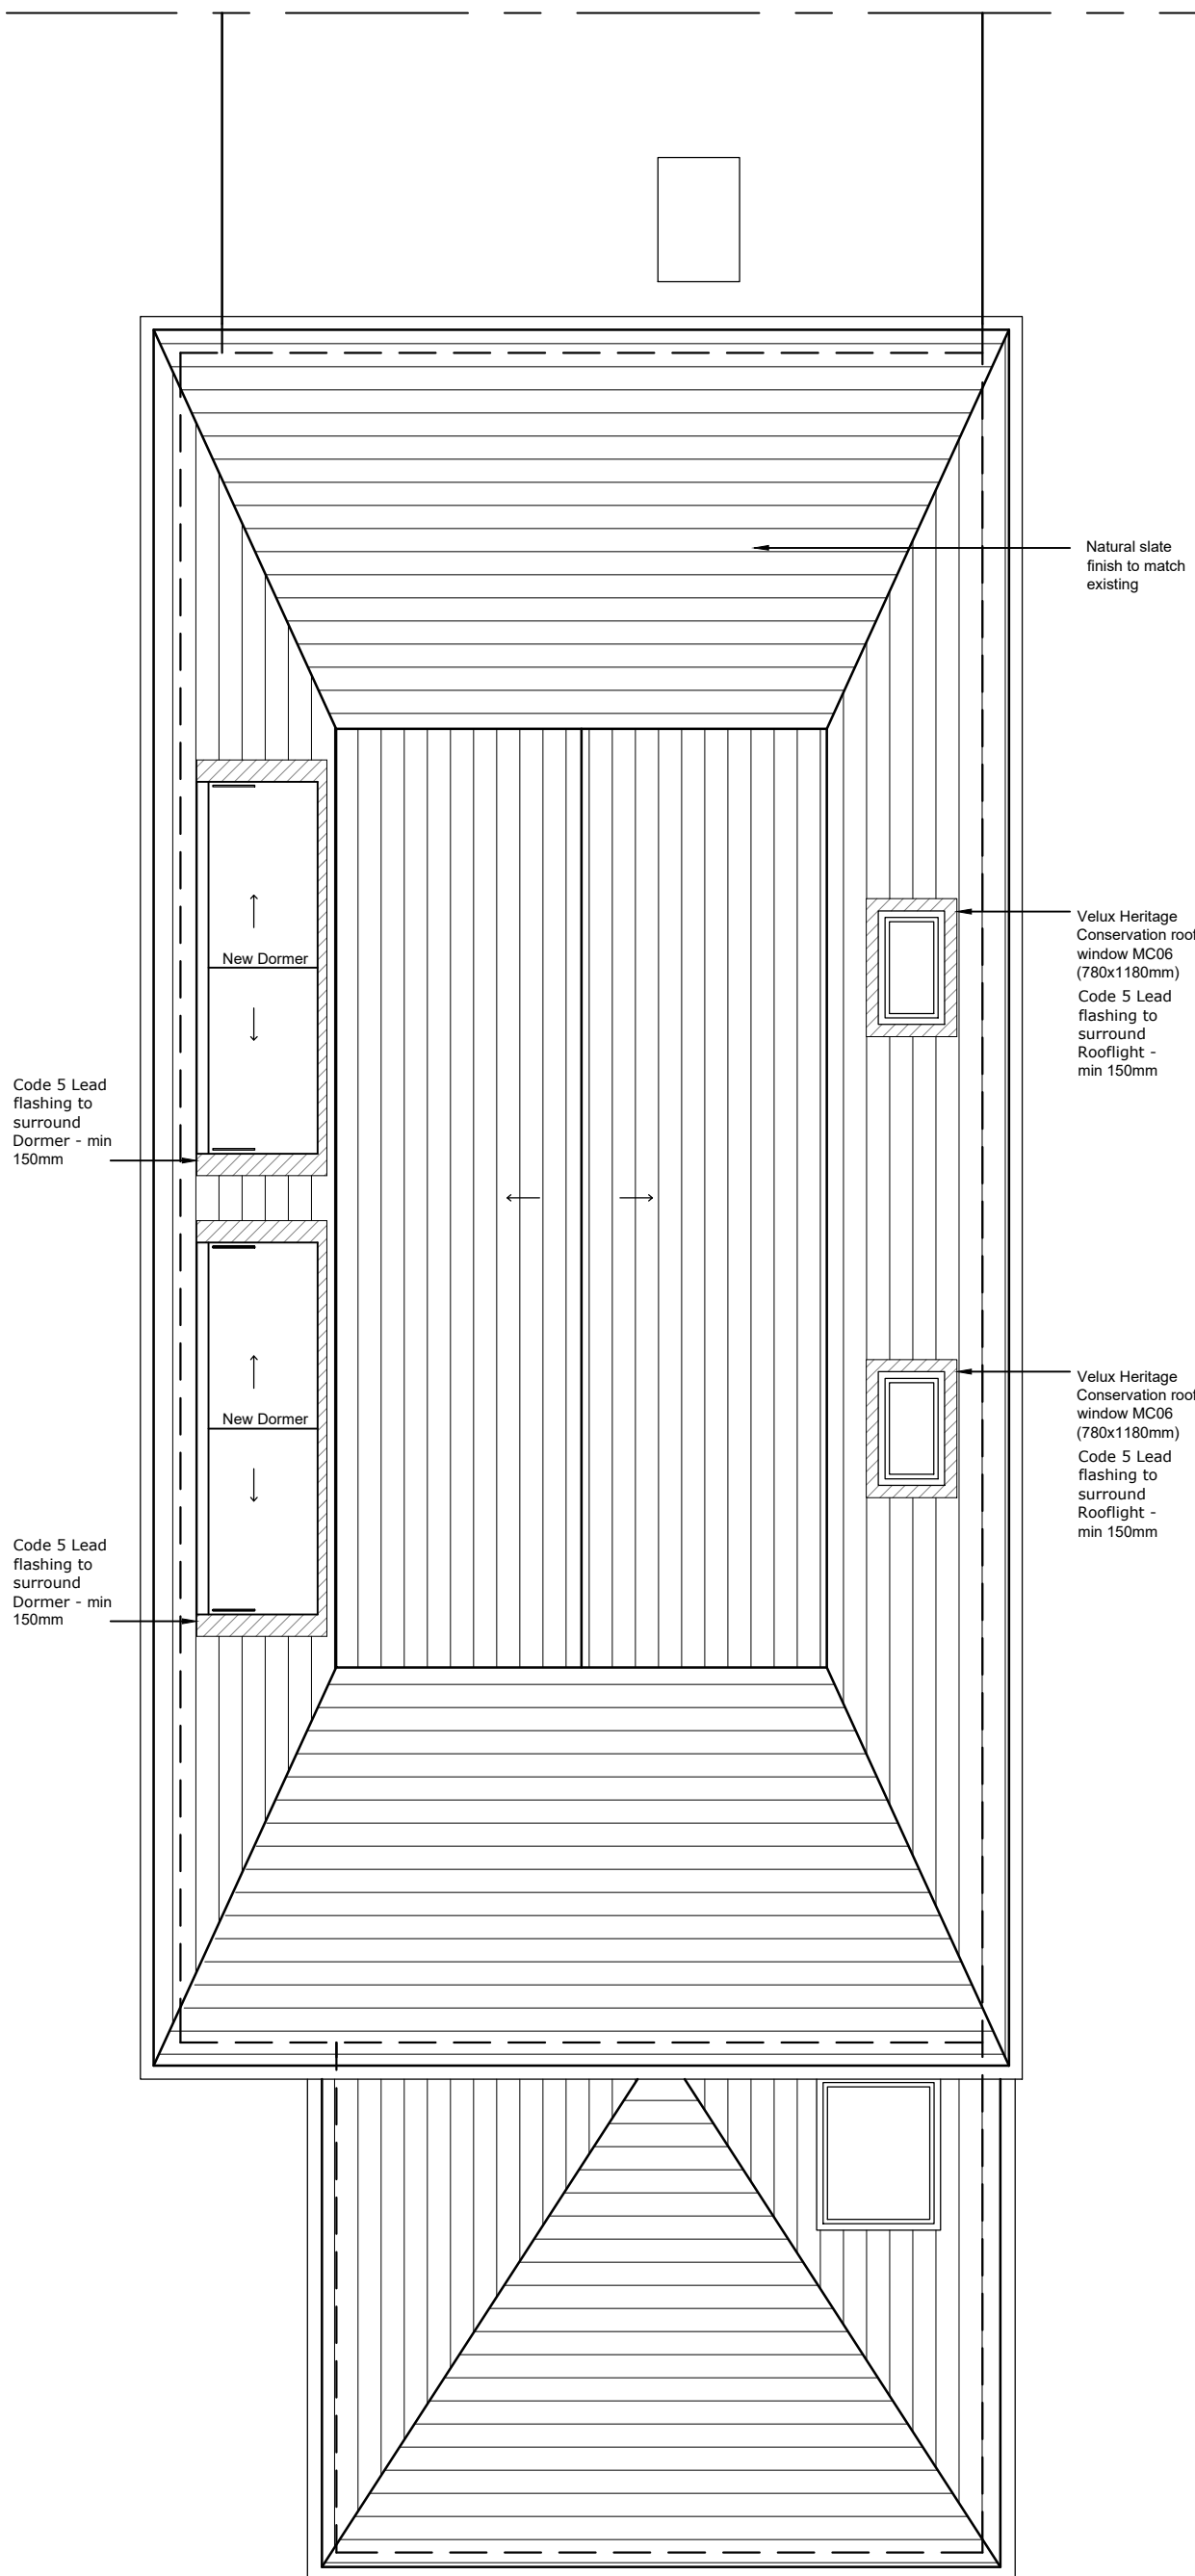 Natural slate
finish to match
existing
Velux Heritage
Conservation roof
window MC06
(780x1180mm)
Code 5 Lead
flashing to
surround
Rooflight -
min 150mm
New Dormer
Code 5 Lead
flashing to
surround
Dormer - min
150mm
Velux Heritage
Conservation roof
window MC06
(780x1180mm)
Code 5 Lead
flashing to
surround
Rooflight -
min 150mm
New Dormer
Code 5 Lead
flashing to
surround
Dormer - min
150mm